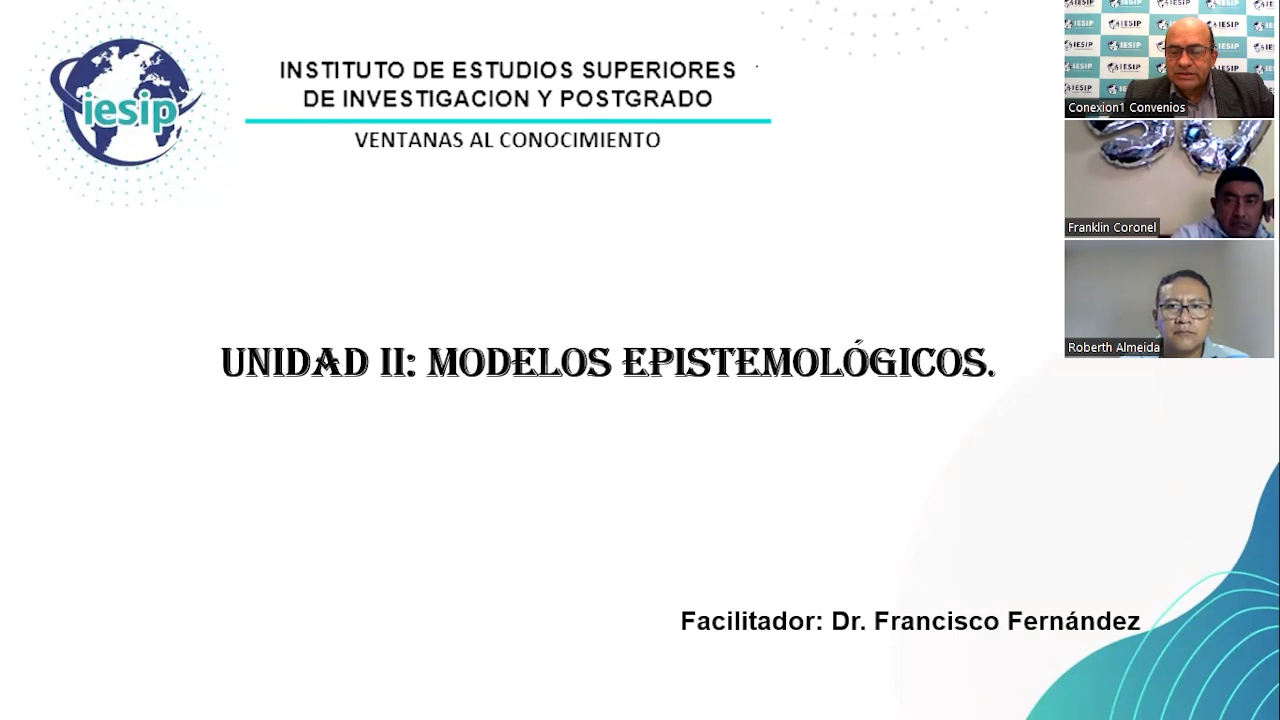 iesip
INSTITUTO DE ESTUDIOS SUPERIORES
DE INVESTIGACION Y POSTGRADO
VENTANAS AL CONOCIMIENTO
UNIDAD II: MODELOS EPISTEMOLÓGICOS.
Facilitador: Dr. Francisco Fernández
IESIP
Conexion1 Convenios
Franklin Coronel
Roberth Almeida